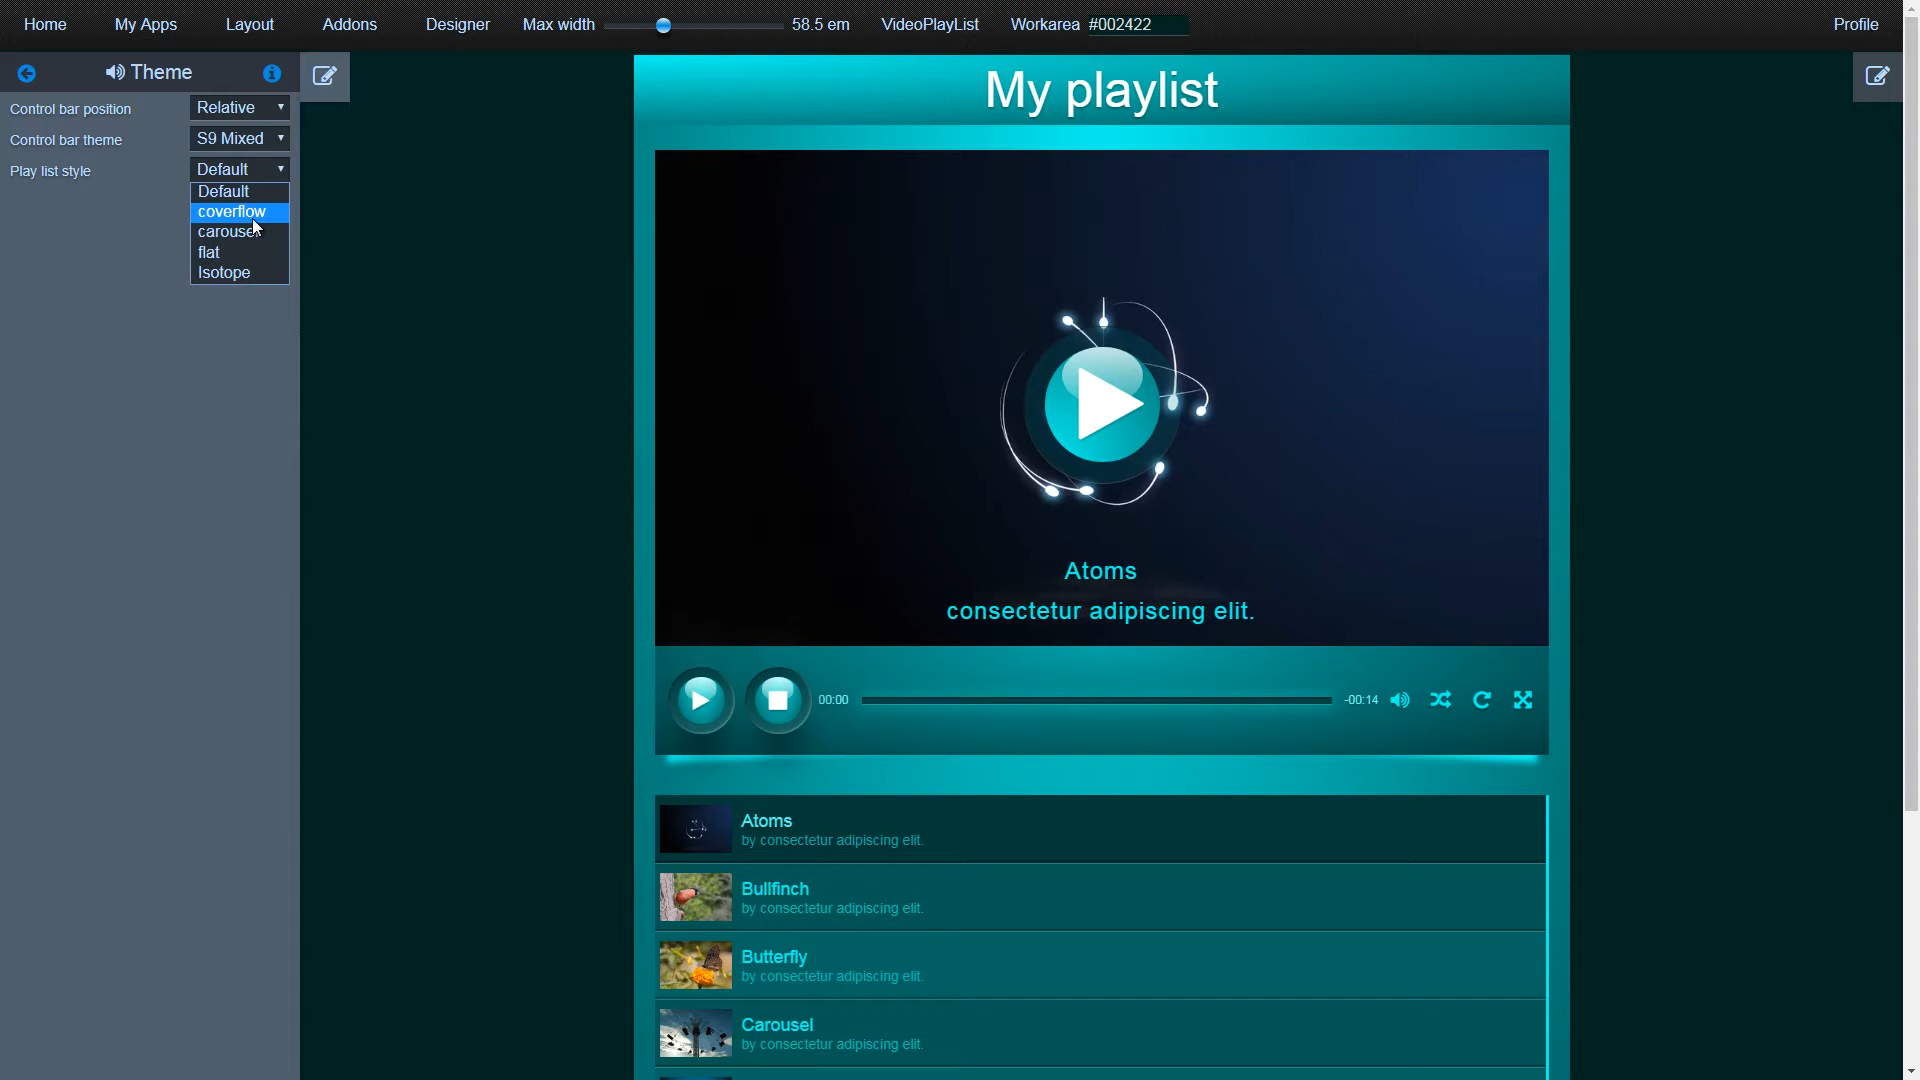 Home My Apps Layout Addons Designer Max width 58.5 em VideoPlayList Workarea #002422 Profile
Theme
Control bar position Relative
Control bar theme S9 Mixed
Play list style Default
Default
coverflow
carousel
flat
Isotope
My playlist
Atoms
consectetur adipiscing elit.
00:00 -00:14
Atoms
by consectetur adipiscing elit.
Bullfinch
by consectetur adipiscing elit.
Butterfly
by consectetur adipiscing elit.
Carousel
by consectetur adipiscing elit.